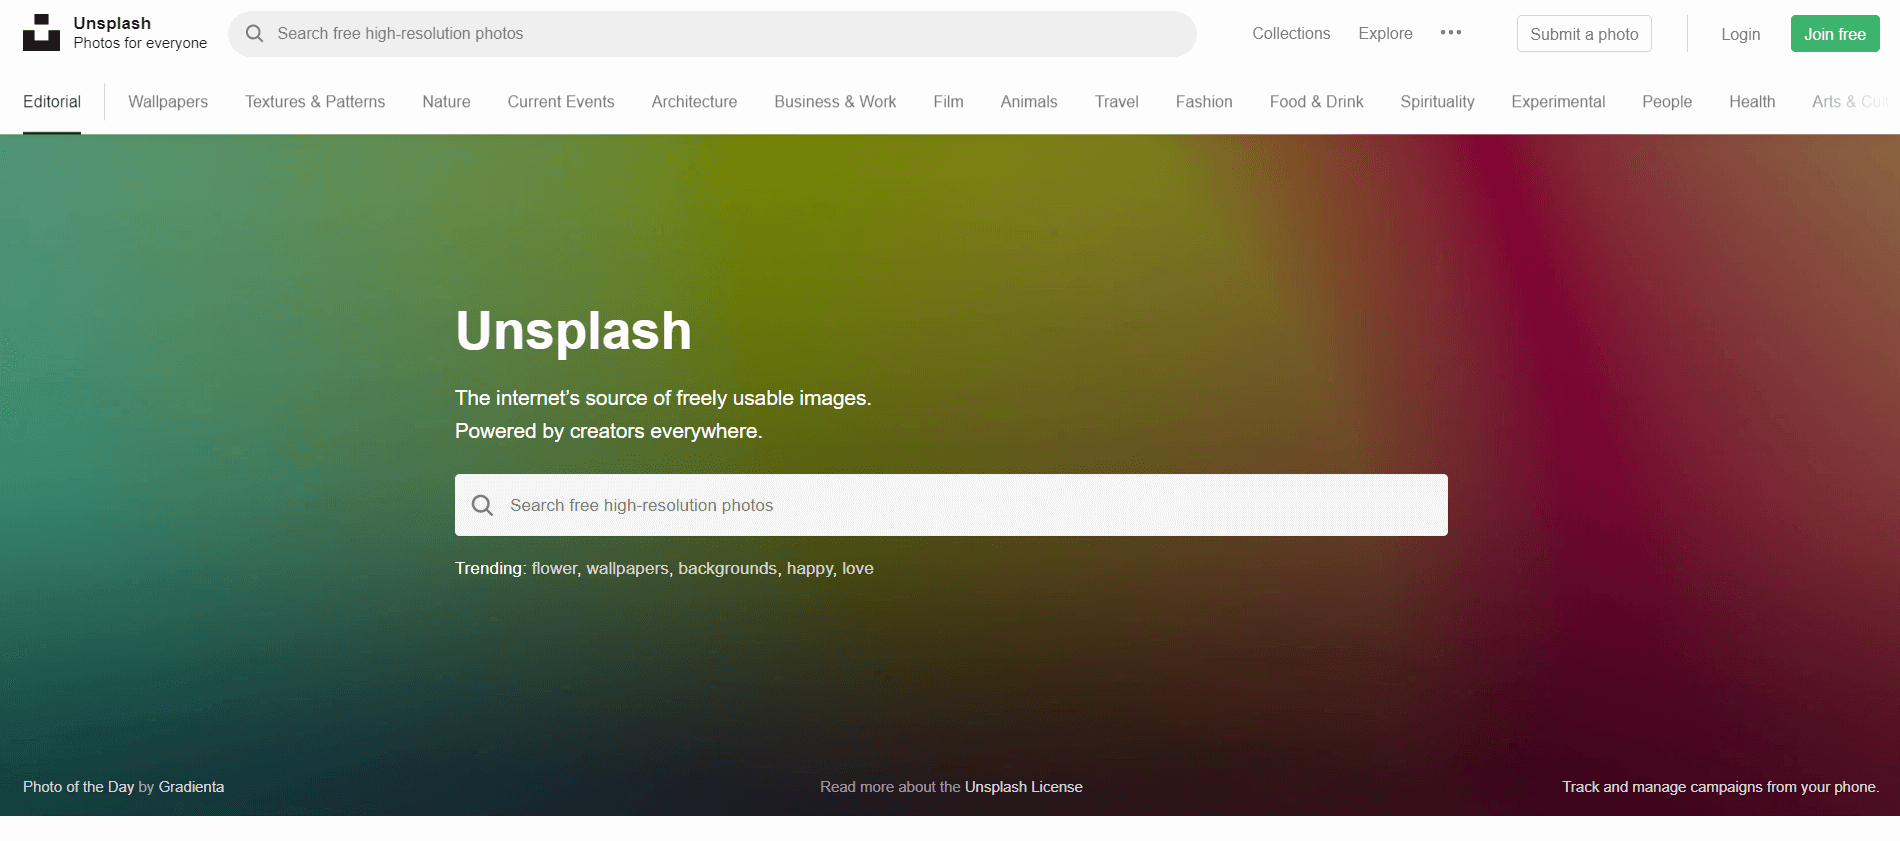 Unsplash
Photos for everyone
Search free high-resolution photos
Collections
Explore
Submit a photo
Login
Join free
Editorial
Wallpapers
Textures & Patterns
Nature
Current Events
Architecture
Business & Work
Film
Animals
Travel
Fashion
Food & Drink
Spirituality
Experimental
People
Health
Arts &
Unsplash
The internet’s source of freely usable images.
Powered by creators everywhere.
Search free high-resolution photos
Trending: flower, wallpapers, backgrounds, happy, love
Photo of the Day by Gradienta
Read more about the Unsplash License
Track and manage campaigns from your phone.